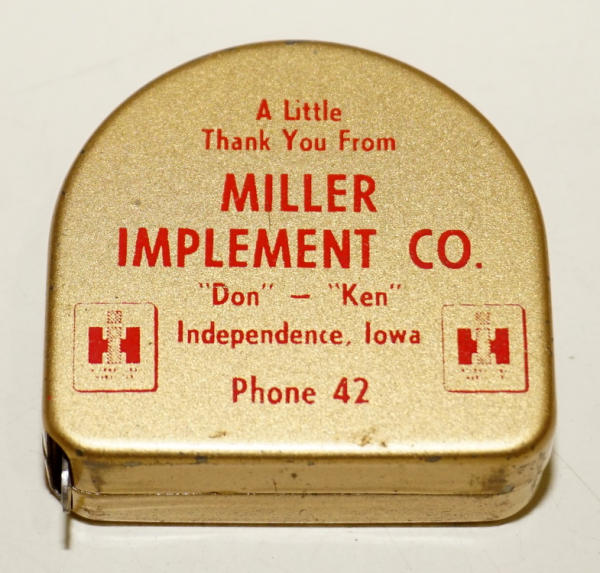 A Little
Thank You From
MILLER
IMPLEMENT CO.
"Don" — "Ken"
Independence, Iowa
Phone 42